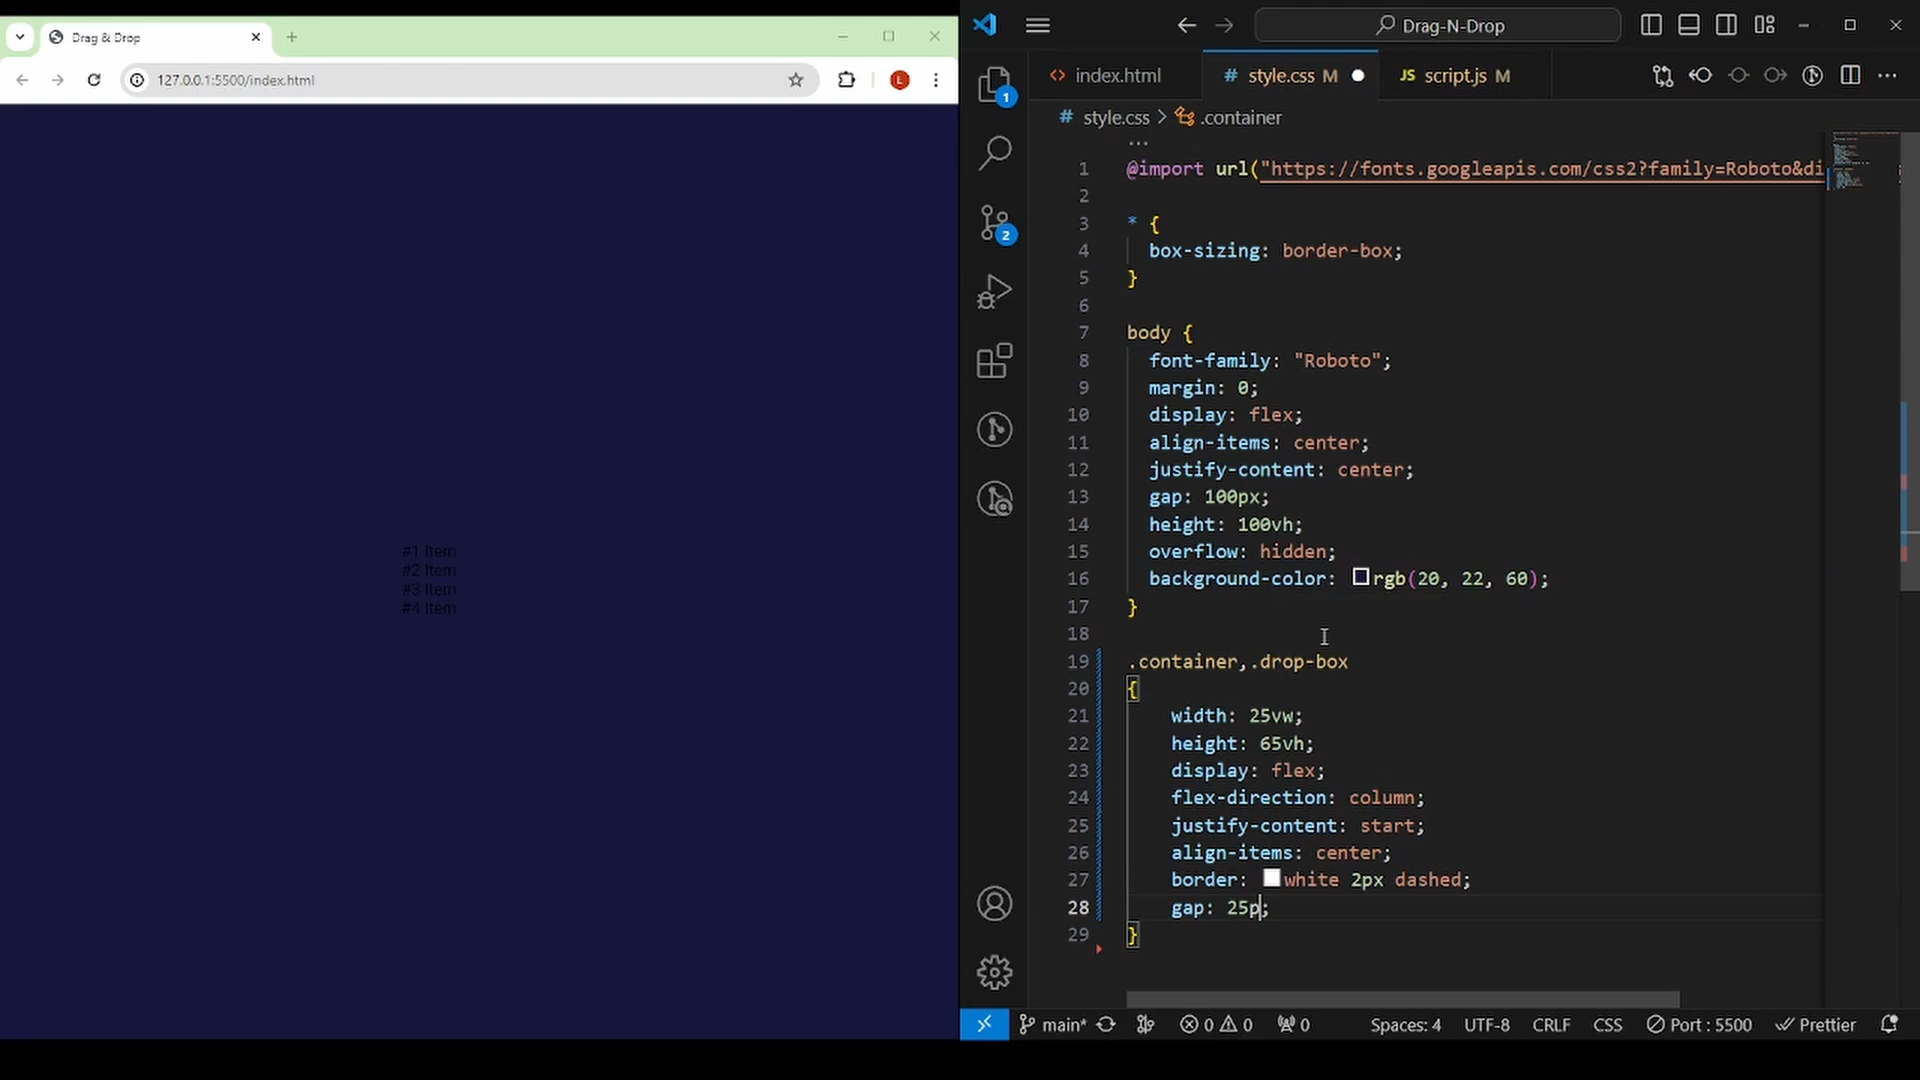 Drag & Drop
127.0.0.1:5500/index.html
L
#1 Item
#2 Item
#3 Item
#4 Item
Drag-N-Drop
index.html
# style.css M
JS script.js M
# style.css > .container
1
2
1 @import url("https://fonts.googleapis.com/css2?family=Roboto&di
2
3 * {
4 box-sizing: border-box;
5 }
6
7 body {
8 font-family: "Roboto";
9 margin: 0;
10 display: flex;
11 align-items: center;
12 justify-content: center;
13 gap: 100px;
14 height: 100vh;
15 overflow: hidden;
16 background-color: rgb(20, 22, 60);
17 }
18
19 .container,.drop-box
20 {
21 width: 25vw;
22 height: 65vh;
23 display: flex;
24 flex-direction: column;
25 justify-content: start;
26 align-items: center;
27 border: white 2px dashed;
28 gap: 25p;
29 }
main* 0 0 0 Spaces: 4 UTF-8 CRLF CSS Port : 5500 Prettier